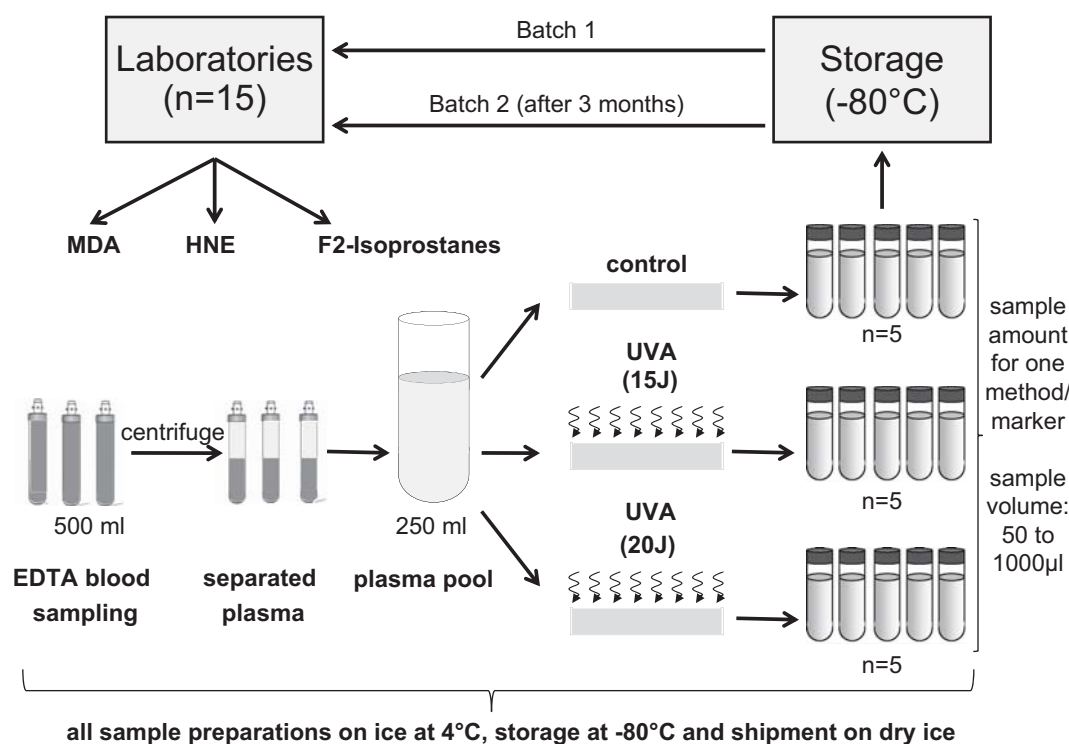 Laboratories
(n=15)
Batch 1
Batch 2 (after 3 months)
Storage
(-80°C)
MDA
HNE
F2-Isoprostanes
control
n=5
UVA
(15J)
n=5
UVA
(20J)
n=5
sample
amount
for one
method/
marker
sample
volume:
50 to
1000µl
centrifuge
500 ml
250 ml
EDTA blood
sampling
separated
plasma
plasma pool
all sample preparations on ice at 4°C, storage at -80°C and shipment on dry ice